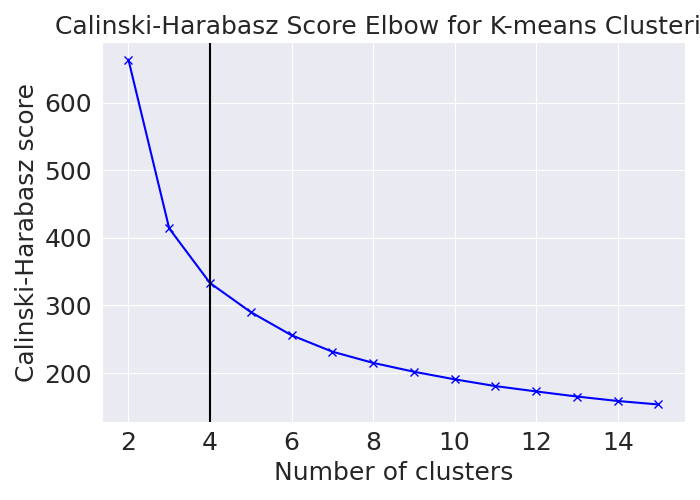 Calinski-Harabasz Score Elbow for K-means Clusteri
600
500
400
300
200
Calinski-Harabasz score
2 4 6 8 10 12 14
Number of clusters